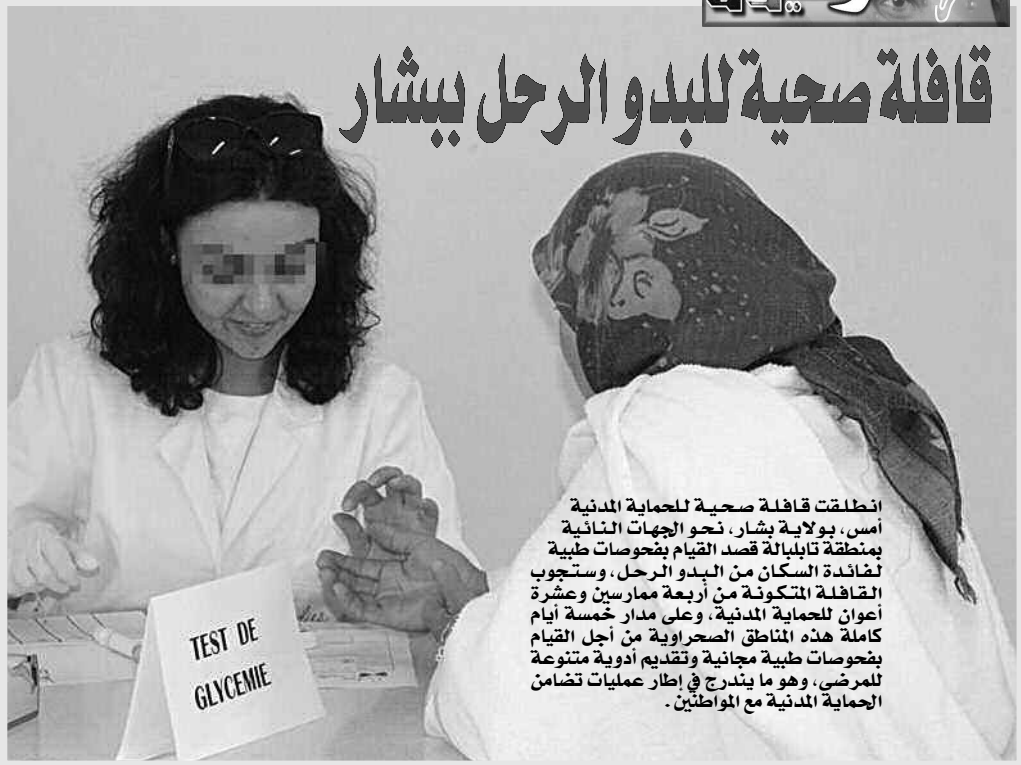 قافلة صحية للبدو الرحل ببشار
انطلقت قافلة صحية للحماية المدنية
أمس، بولاية بشار، نحو الجهات النائية
بمنطقة تابلبالة قصد القيام بفحوصات طبية
لفائدة السكان من البدو الرحل، وستجوب
القافلة المتكونة من أربعة ممارسين وعشرة
أعوان للحماية المدنية، وعلى مدار خمسة أيام
كاملة هذه المناطق الصحراوية من أجل القيام
بفحوصات طبية مجانية وتقديم أدوية متنوعة
للمرضى، وهو ما يندرج في إطار عمليات تضامن
الحماية المدنية مع المواطنين.
TEST DE
GLYCEMIE